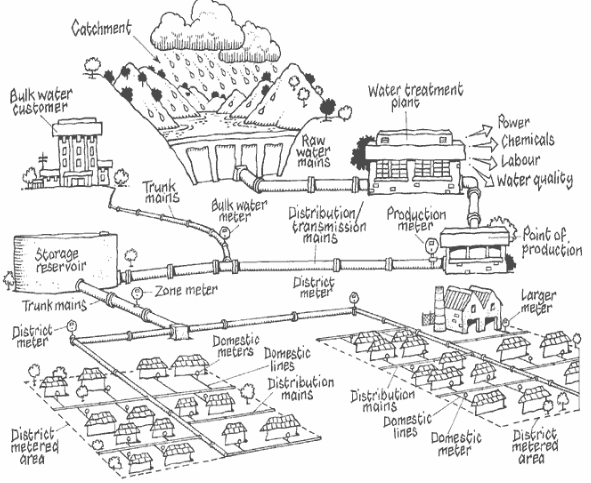 Catchment
Bulk water
customer
Water treatment
plant
Power
Chemicals
Labour
Water quality
Raw
water
mains
Trunk
mains
Bulk water
meter
Distribution
transmission
mains
Production
meter
Point of
production
Storage
reservoir
Zone meter
District
meter
Trunk mains
Larger
meter
District
meter
Domestic
meters
Domestic
lines
Distribution
mains
Distribution
mains
Domestic
lines
Domestic
meter
District
metered
area
District
metered
area